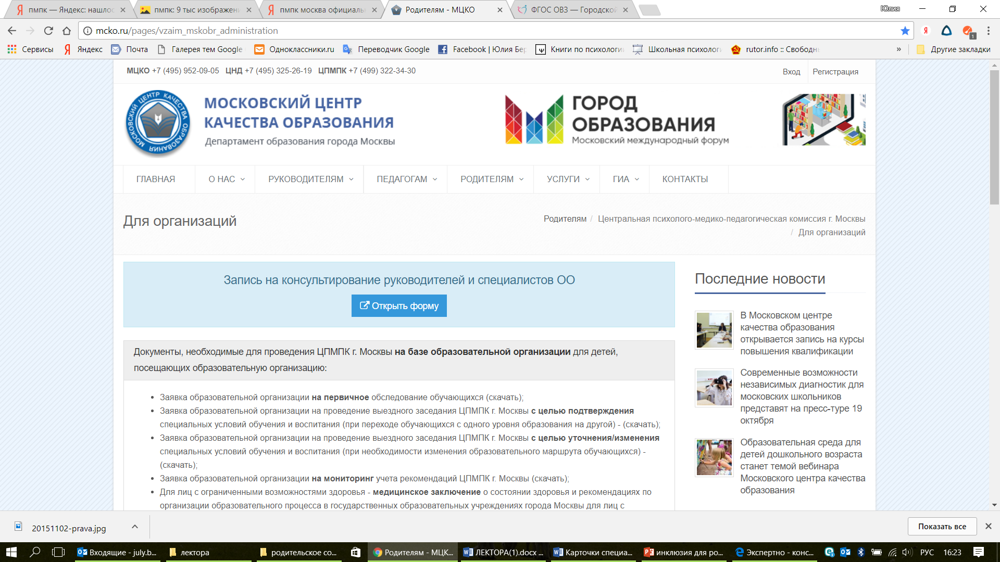 пмпк — Яндекс: нашлос
пмпк: 9 тыс изображени
пмпк москва официальн
Родителям - МЦКО
ФГОС ОВЗ — Городской
Юлия
mcko.ru/pages/vzaim_mskobr_administration
Сервисы
Яндекс
Почта
Галерея тем Google
Одноклассники.ru
Переводчик Google
Facebook | Юлия Бер
Книги по психологии
Школьная психолог
rutor.info :: Свободн
»
Другие закладки
МЦКО +7 (495) 952-09-05 ЦНД +7 (495) 325-26-19 ЦПМПК +7 (499) 322-34-30
Вход
Регистрация
МОСКОВСКИЙ ЦЕНТР КАЧЕСТВА ОБРАЗОВАНИЯ
МОСКОВСКИЙ ЦЕНТР
КАЧЕСТВА ОБРАЗОВАНИЯ
Департамент образования города Москвы
ГОРОД
ОБРАЗОВАНИЯ
Московский международный форум
ГЛАВНАЯ
О НАС
РУКОВОДИТЕЛЯМ
ПЕДАГОГАМ
РОДИТЕЛЯМ
УСЛУГИ
ГИА
КОНТАКТЫ
Для организаций
Родителям / Центральная психолого-медико-педагогическая комиссия г. Москвы
/ Для организаций
Запись на консультирование руководителей и специалистов ОО
Открыть форму
Документы, необходимые для проведения ЦПМПК г. Москвы на базе образовательной организации для детей,
посещающих образовательную организацию:
• Заявка образовательной организации на первичное обследование обучающихся (скачать);
• Заявка образовательной организации на проведение выездного заседания ЦПМПК г. Москвы с целью подтверждения
специальных условий обучения и воспитания (при переходе обучающихся с одного уровня образования на другой) - (скачать);
• Заявка образовательной организации на проведение выездного заседания ЦПМПК г. Москвы с целью уточнения/изменения
специальных условий обучения и воспитания (при необходимости изменения образовательного маршрута обучающихся) -
(скачать);
• Заявка образовательной организации на мониторинг учета рекомендаций ЦПМПК г. Москвы (скачать);
• Для лиц с ограниченными возможностями здоровья - медицинское заключение о состоянии здоровья и рекомендациях по
организации образовательного процесса в государственных образовательных учреждениях города Москвы для лиц с
Последние новости
В Московском центре
качества образования
открывается запись на курсы
повышения квалификации
Современные возможности
независимых диагностик для
московских школьников
представят на пресс-туре 19
октября
Образовательная среда для
детей дошкольного возраста
станет темой вебинара
Московского центра качества
образования
20151102-prava.jpg
Показать все
Входящие - july.b...
лектора
родительское со...
Родителям - МЦК...
ЛЕКТОРА(1).docx ...
Карточки специа...
инклюзия для ро...
Экспертно - конс...
РУС
16:23